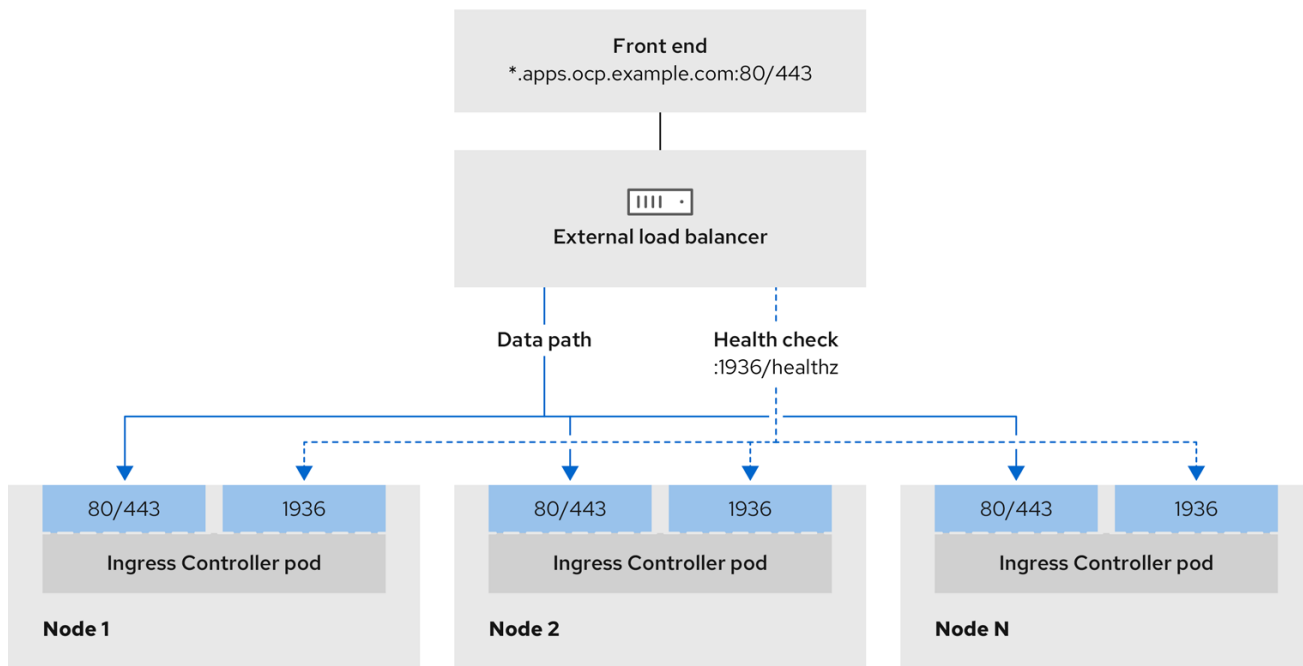 Front end
*.apps.ocp.example.com:80/443
External load balancer
Data path
Health check
:1936/healthz
80/443
1936
80/443
1936
80/443
1936
Ingress Controller pod
Ingress Controller pod
Ingress Controller pod
Node 1
Node 2
Node N